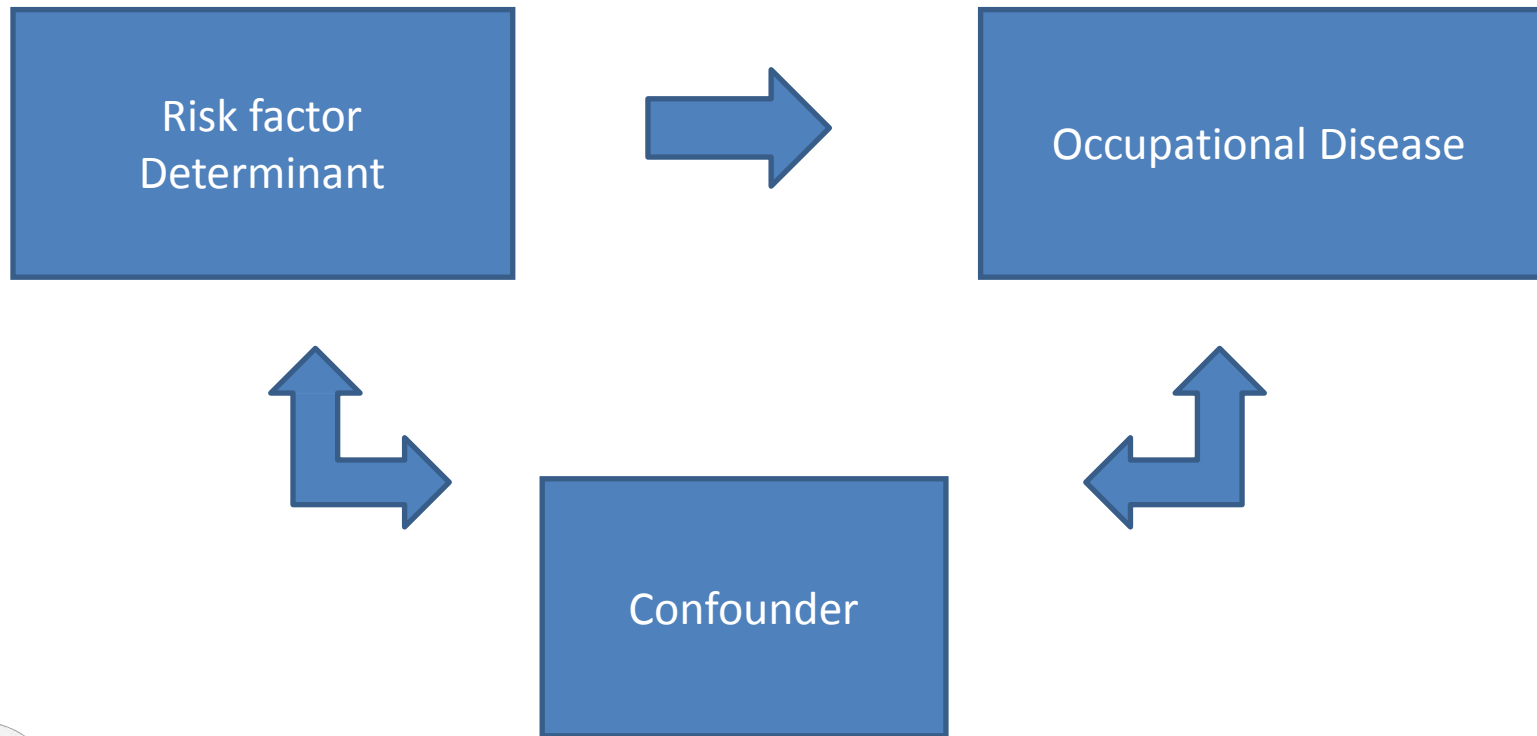 Risk factor
Determinant
Occupational Disease
Confounder